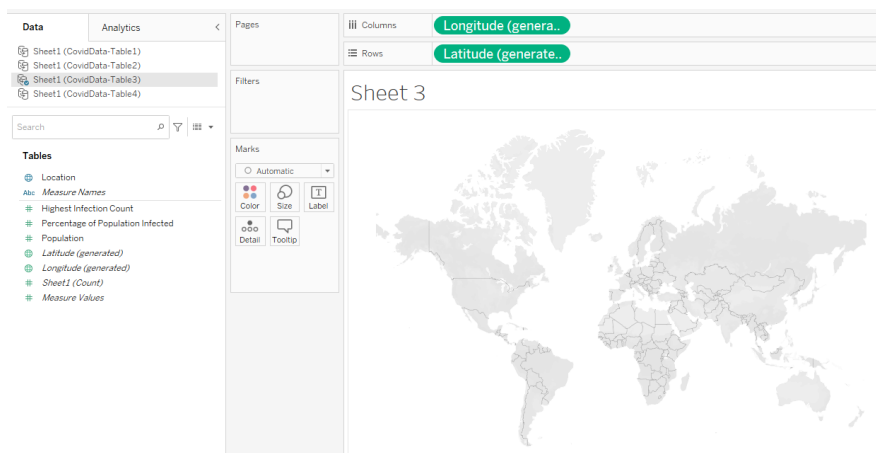 Data
Analytics
Sheet1 (CovidData-Table1)
Sheet1 (CovidData-Table2)
Sheet1 (CovidData-Table3)
Sheet1 (CovidData-Table4)
Search
Tables
Location
Abc Measure Names
# Highest Infection Count
# Percentage of Population Infected
# Population
Latitude (generated)
Longitude (generated)
# Sheet1 (Count)
# Measure Values
Pages
Filters
Marks
Automatic
Color Size Label
Detail Tooltip
Columns Longitude (genera..
Rows Latitude (generate..
Sheet 3